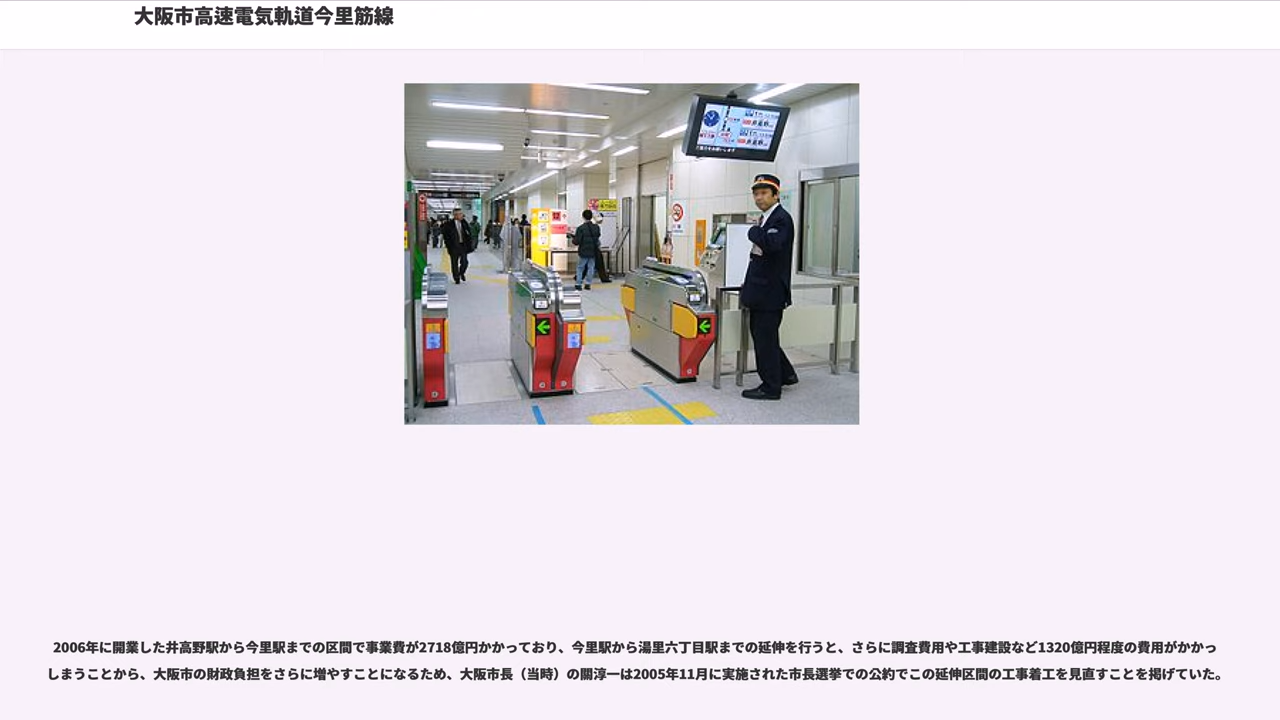 大阪市高速電気軌道今里筋線
2006年に開業した井高野駅から今里駅までの区間で事業費が2718億円かかっており、今里駅から湯里六丁目駅までの延伸を行うと、さらに調査費用や工事建設など1320億円程度の費用がかかっ
しまうことから、大阪市の財政負担をさらに増やすことになるため、大阪市長（当時）の關淳一は2005年11月に実施された市長選挙での公約でこの延伸区間の工事着工を見直すことを掲げていた。